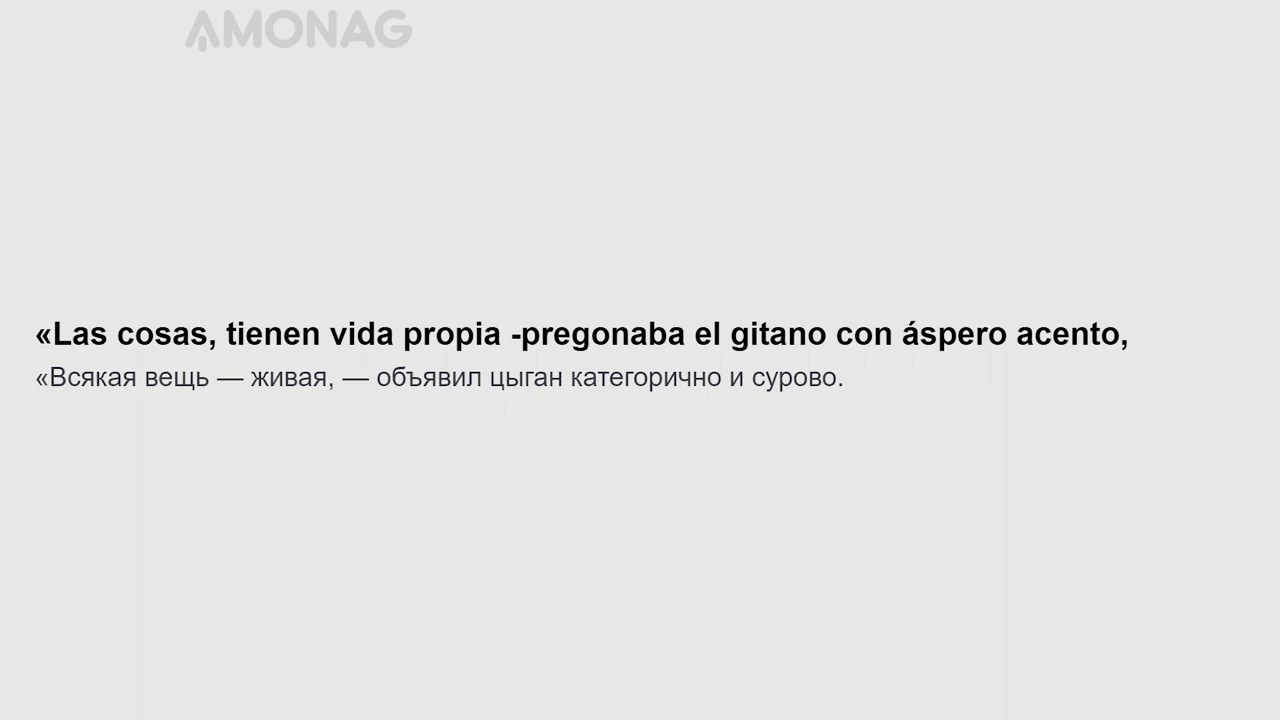 AMONAG
«Las cosas, tienen vida propia -pregonaba el gitano con áspero acento,
«Всякая вещь — живая, — объявил цыган категорично и сурово.